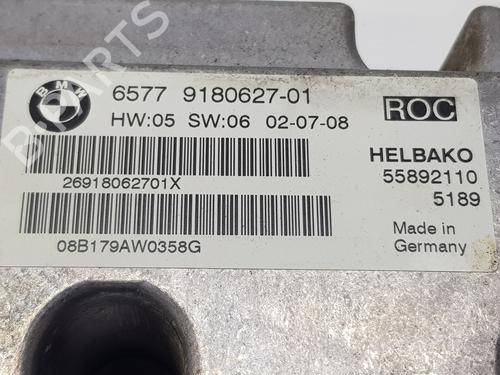 BMW
6577 9180627-01
ROC
HW:05 SW:06 02-07-08
HELBAKO
26918062701X
55892110
5189
08B179AW0358G
Made in
Germany